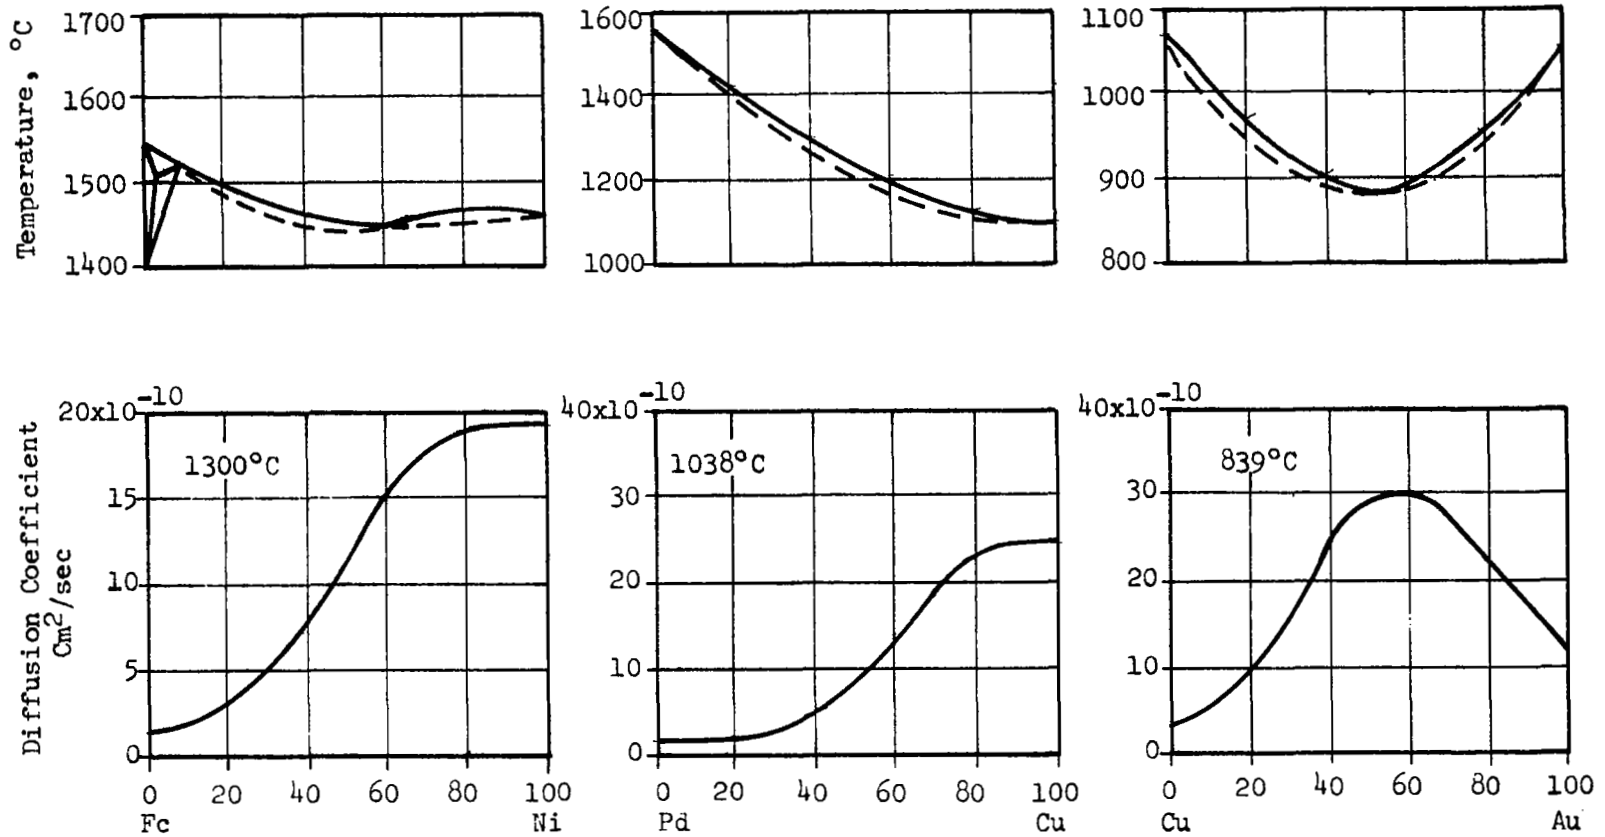 Temperature, °C
1700
1600
1500
1400
1600
1400
1200
1000
1100
1000
900
800
Diffusion Coefficient
Cm²/sec
20x10⁻¹⁰
15
10
5
0
1300°C
40x10⁻¹⁰
30
20
10
0
1038°C
40x10⁻¹⁰
30
20
10
0
839°C
0 20 40 60 80 100
Fc Ni
0 20 40 60 80 100
Pd Cu
0 20 40 60 80 100
Cu Au